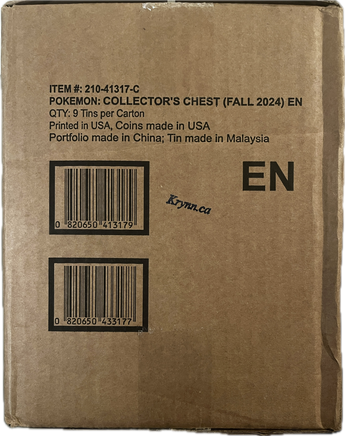 ITEM #: 210-41317-C
POKEMON: COLLECTOR'S CHEST (FALL 2024) EN
QTY: 9 Tins per Carton
Printed in USA, Coins made in USA
Portfolio made in China; Tin made in Malaysia
EN
Krynn.ca
0 820650 413179
0 820650 433177